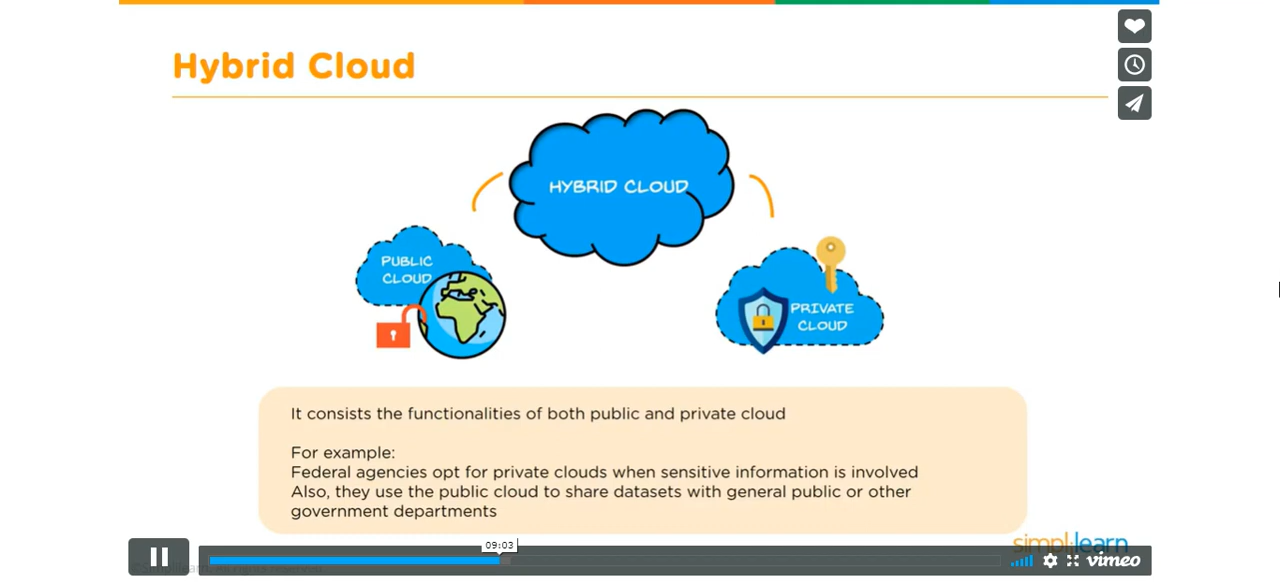 Hybrid Cloud
HYBRID CLOUD
PUBLIC
CLOUD
PRIVATE
CLOUD
It consists the functionalities of both public and private cloud
For example:
Federal agencies opt for private clouds when sensitive information is involved
Also, they use the public cloud to share datasets with general public or other
government departments
simplilearn
09:03
vimeo